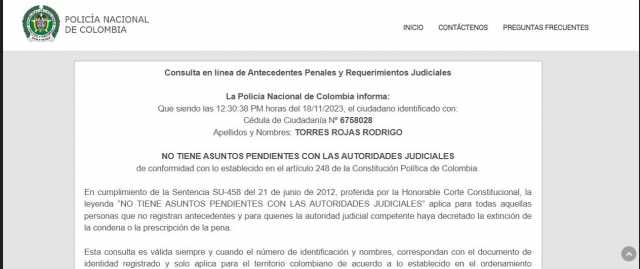 POLICÍA NACIONAL
DE COLOMBIA
INICIO CONTÁCTENOS PREGUNTAS FRECUENTES
Consulta en línea de Antecedentes Penales y Requerimientos Judiciales
La Policía Nacional de Colombia informa:
Que siendo las 12:30:38 PM horas del 18/11/2023, el ciudadano identificado con:
Cédula de Ciudadanía Nº 6758028
Apellidos y Nombres: TORRES ROJAS RODRIGO
NO TIENE ASUNTOS PENDIENTES CON LAS AUTORIDADES JUDICIALES
de conformidad con lo establecido en el artículo 248 de la Constitución Política de Colombia.
En cumplimiento de la Sentencia SU-458 del 21 de junio de 2012, proferida por la Honorable Corte Constitucional, la
leyenda "NO TIENE ASUNTOS PENDIENTES CON LAS AUTORIDADES JUDICIALES" aplica para todas aquellas
personas que no registran antecedentes y para quienes la autoridad judicial competente haya decretado la extinción de
la condena o la prescripción de la pena.
Esta consulta es válida siempre y cuando el número de identificación y nombres, correspondan con el documento de
identidad registrado y solo aplica para el territorio colombiano de acuerdo a lo establecido en el ordenamiento